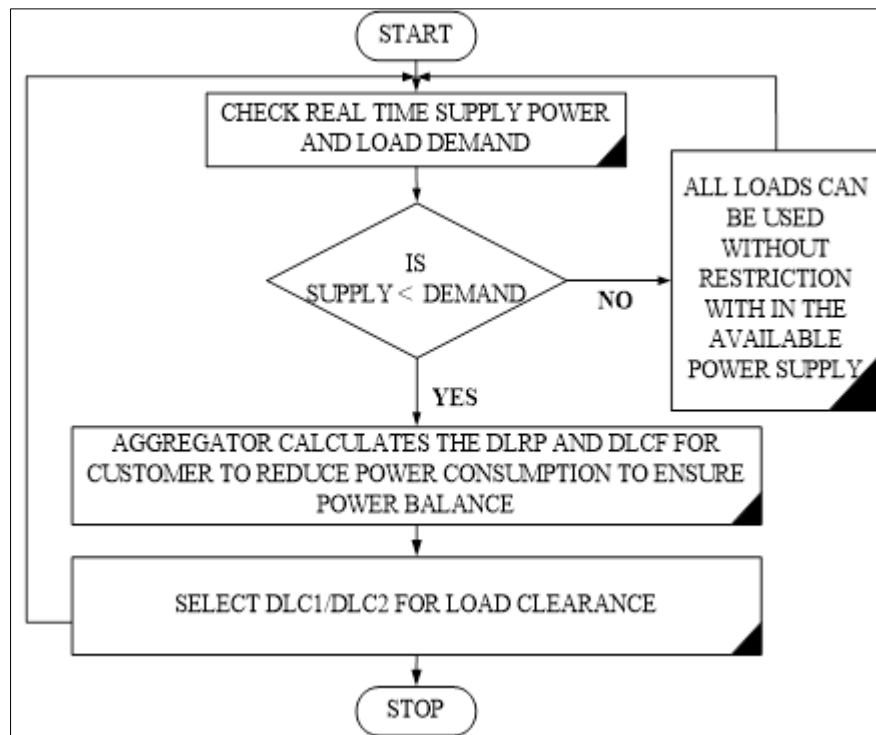 START
CHECK REAL TIME SUPPLY POWER
AND LOAD DEMAND
IS
SUPPLY < DEMAND
NO
ALL LOADS CAN
BE USED
WITHOUT
RESTRICTION
WITH IN THE
AVAILABLE
POWER SUPPLY
YES
AGGREGATOR CALCULATES THE DLRP AND DLCF FOR
CUSTOMER TO REDUCE POWER CONSUMPTION TO ENSURE
POWER BALANCE
SELECT DLC1/DLC2 FOR LOAD CLEARANCE
STOP